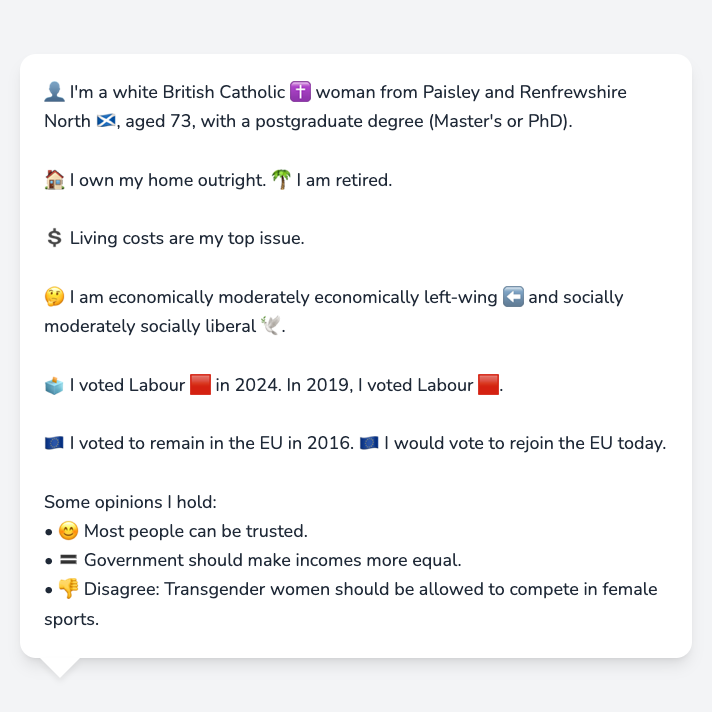 👤 I'm a white British Catholic ✝️ woman from Paisley and Renfrewshire
North 🏴󠁧󠁢󠁳󠁣󠁴󠁿, aged 73, with a postgraduate degree (Master's or PhD).
🏠 I own my home outright. 🌴 I am retired.
💲 Living costs are my top issue.
🤔 I am economically moderately economically left-wing ⬅️ and socially
moderately socially liberal 🕊️.
🗳️ I voted Labour 🟥 in 2024. In 2019, I voted Labour 🟥.
🇪🇺 I voted to remain in the EU in 2016. 🇪🇺 I would vote to rejoin the EU today.
Some opinions I hold:
• 😊 Most people can be trusted.
• 🟰 Government should make incomes more equal.
• 👎 Disagree: Transgender women should be allowed to compete in female
sports.